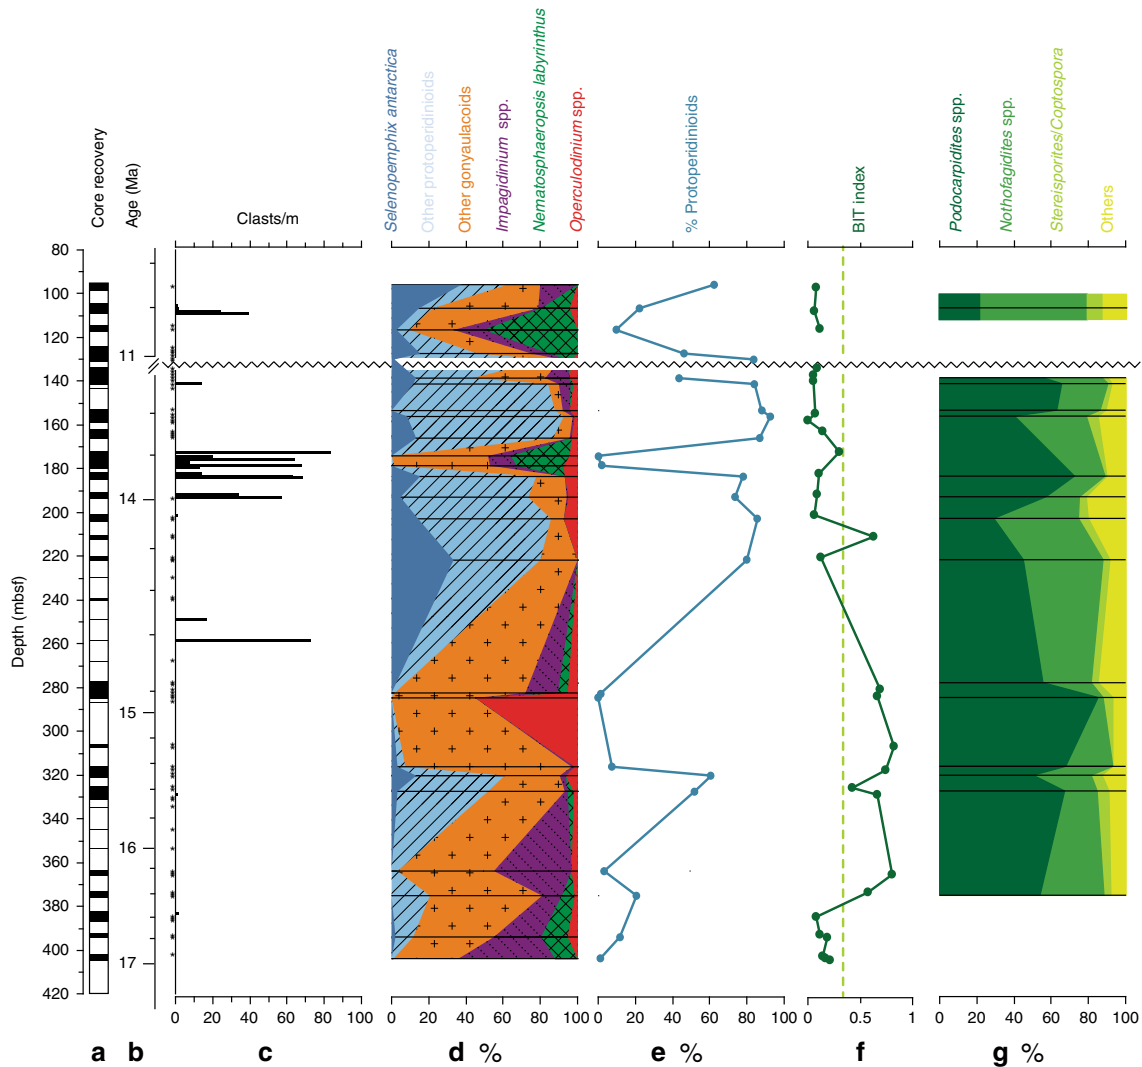 Core recovery
Age (Ma)
Clasts/m
Selenopemphix antarctica
Other protoperidinioids
Other gonyaulacoids
Impagidinium spp.
Nematosphaeropsis labyrinthus
Operculodinium spp.
% Protoperidinioids
BIT index
Podocarpidites spp.
Nothofagidites spp.
Stereisporites/Coptospora
Others
Depth (mbsf)
80
100
120
140
160
180
200
220
240
260
280
300
320
340
360
380
400
420
11
14
15
16
17
0 20 40 60 80 100
0 20 40 60 80 100
0 20 40 60 80 100
0 0.5 1
0 20 40 60 80 100
a b c d % e % f g %